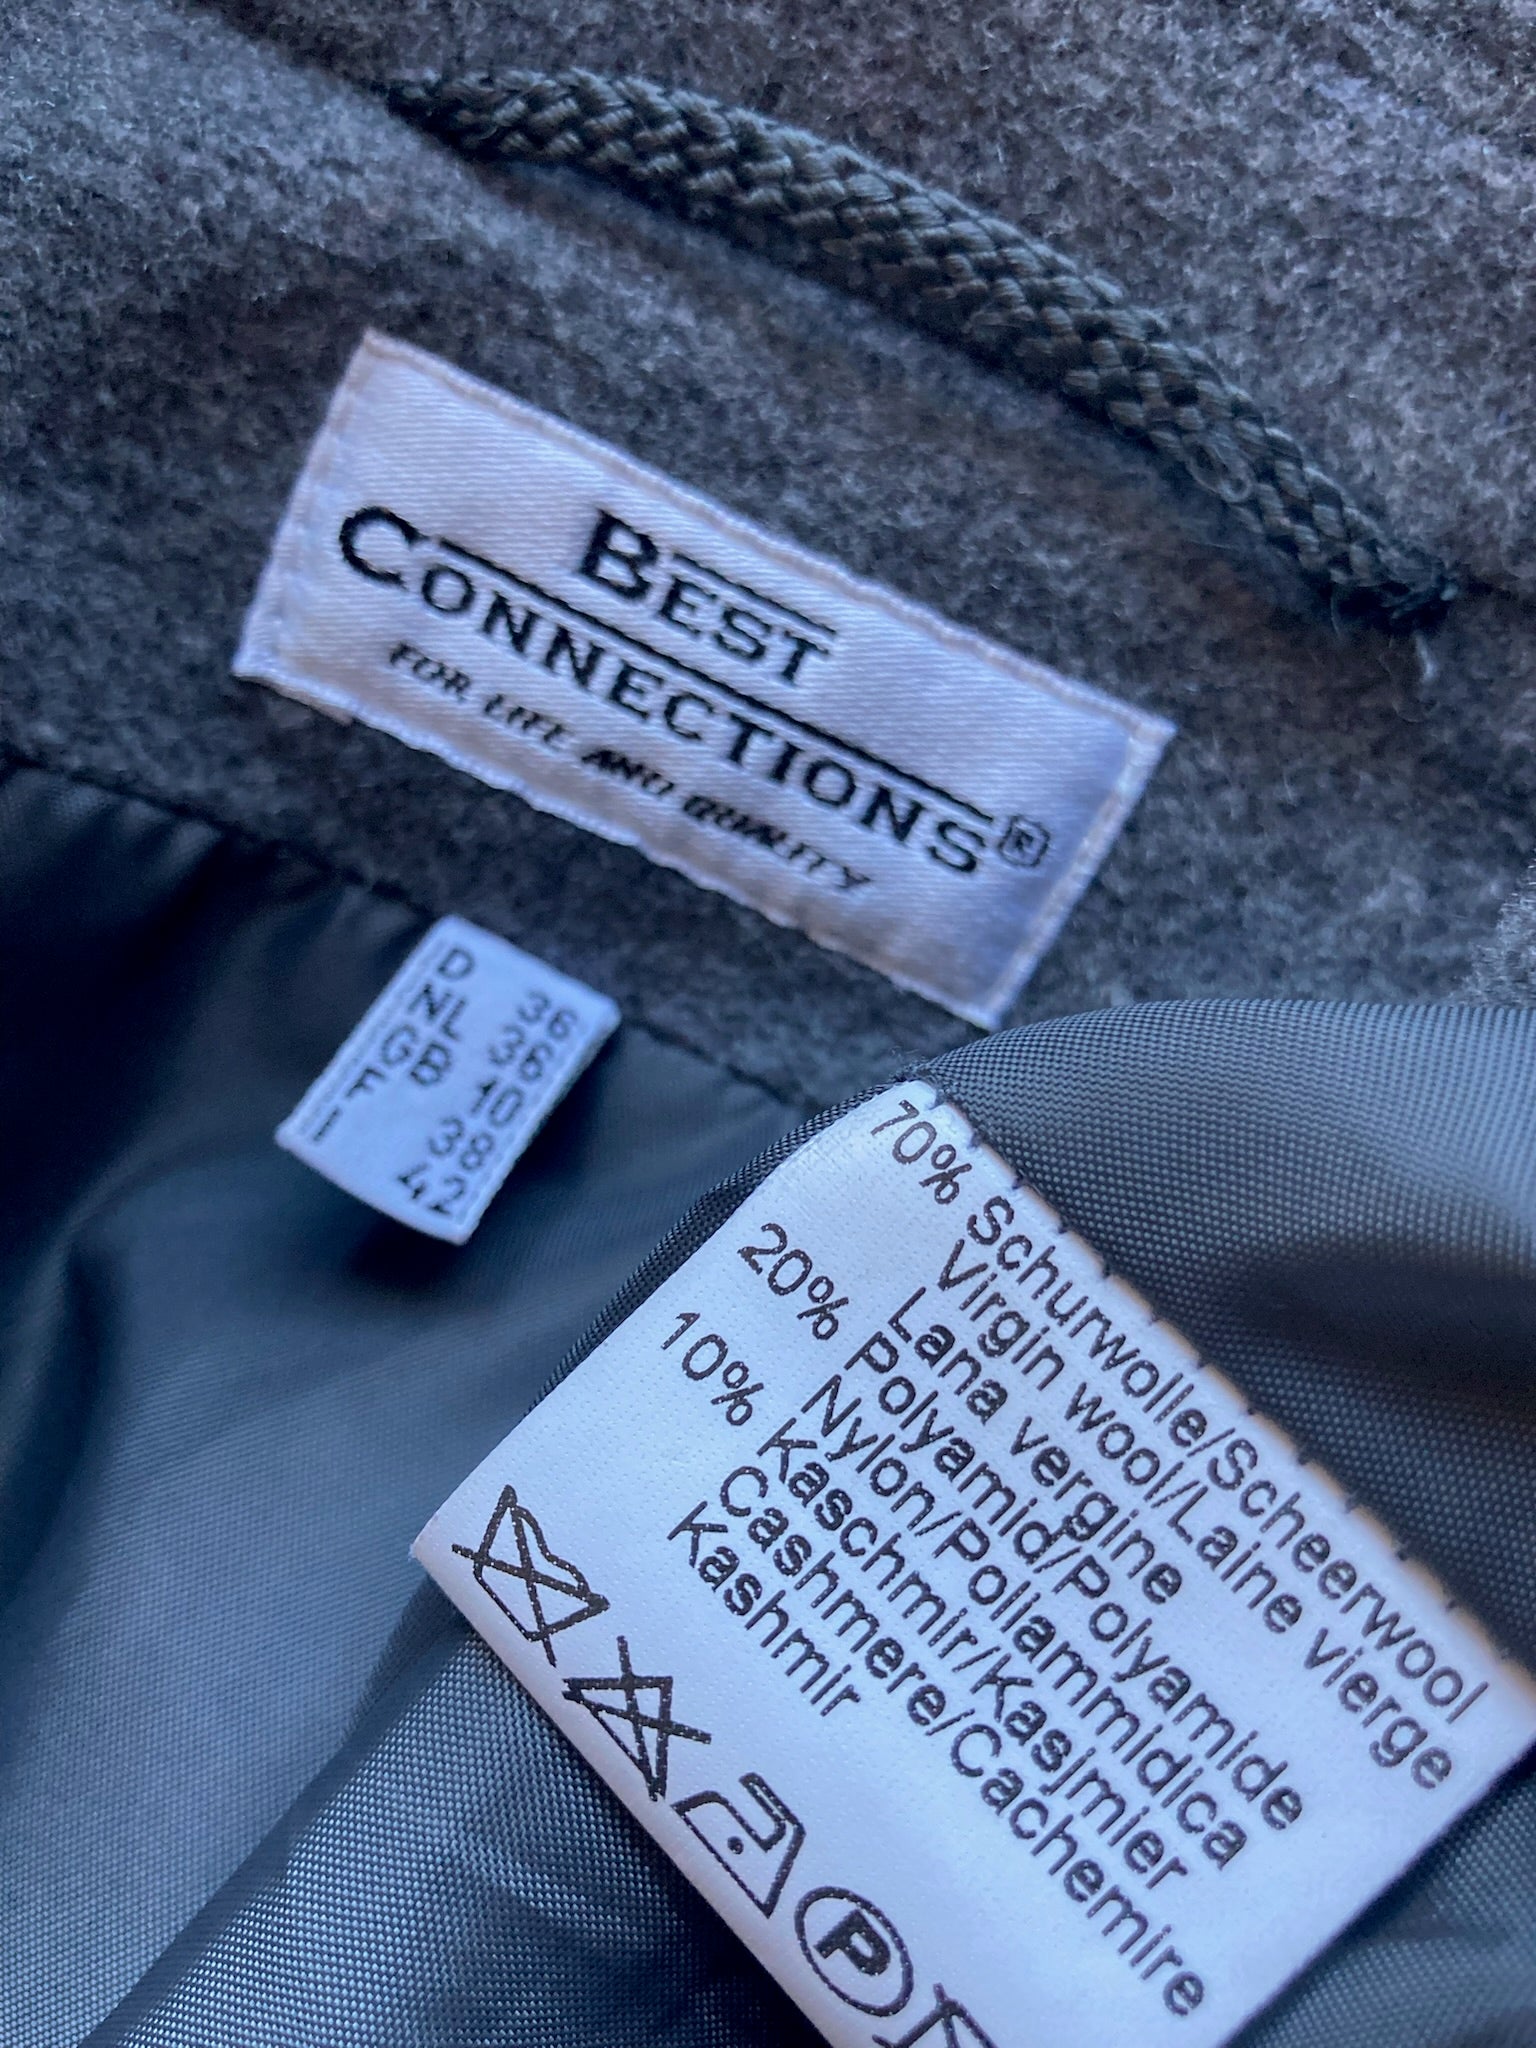 BEST
CONNECTIONS®
FOR LIFE AND QUALITY
D 36
NL 36
GB 10
F 38
I 42
70% Schurwolle/Scheerwool
Virgin wool/Laine vierge
Lana vergine
20% Polyamid/Polyamide
Nylon/Poliammidica
10% Kaschmir/Kasjmier
Cashmere/Cachemire
Kashmir
P